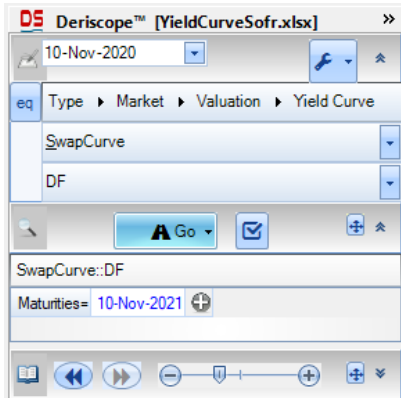 DS Deriscope™ [YieldCurveSofr.xlsx] »
10-Nov-2020
eq Type ▸ Market ▸ Valuation ▸ Yield Curve
SwapCurve
DF
Go
SwapCurve::DF
Maturities= 10-Nov-2021